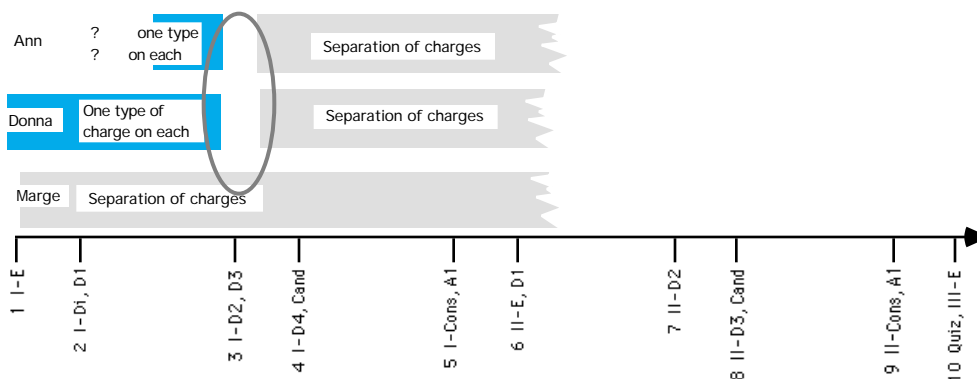 Ann
? one type
? on each
Separation of charges
Donna
One type of
charge on each
Separation of charges
Marge
Separation of charges
1 I-E
2 I-Di, D1
3 I-D2, D3
4 I-D4, Cand
5 I-Cons, A1
6 II-E, D1
7 II-D2
8 II-D3, Cand
9 II-Cons, A1
10 Quiz, III-E